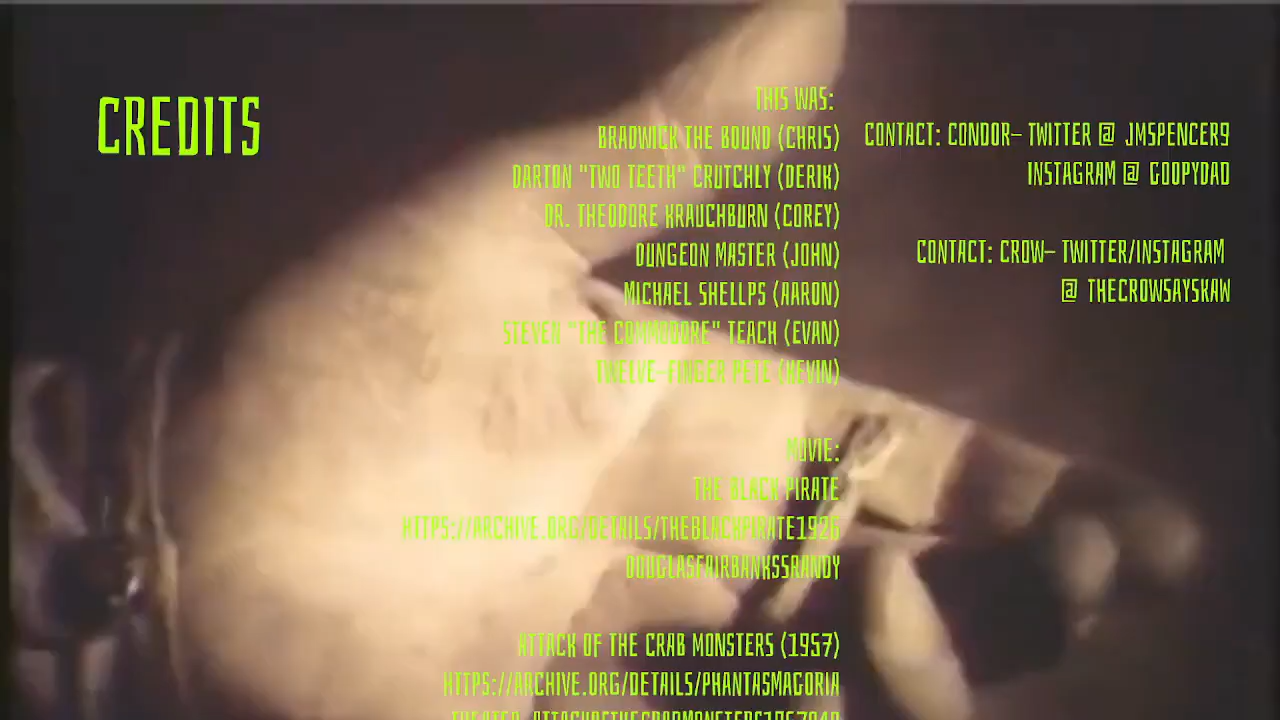 CREDITS
THIS WAS:
BRADWICK THE BOUND (CHRIS)
DARTON "TWO TEETH" CRUTCHLY (DERIK)
DR. THEODORE KRAUCHBURN (COREY)
DUNGEON MASTER (JOHN)
MICHAEL SHELLPS (AARON)
STEVEN "THE COMMODORE" TEACH (EVAN)
TWELVE-FINGER PETE (KEVIN)
MOVIE:
THE BLACK PIRATE
HTTPS://ARCHIVE.ORG/DETAILS/THEBLACKPIRATE1926
DOUGLASFAIRBANKSSRANDY
ATTACK OF THE CRAB MONSTERS (1957)
HTTPS://ARCHIVE.ORG/DETAILS/PHANTASMAGORIA
CONTACT: CONDOR- TWITTER @ JMSPENCER9
INSTAGRAM @ GOOPYDAD
CONTACT: CROW- TWITTER/INSTAGRAM
@ THECROWSAYSKAW